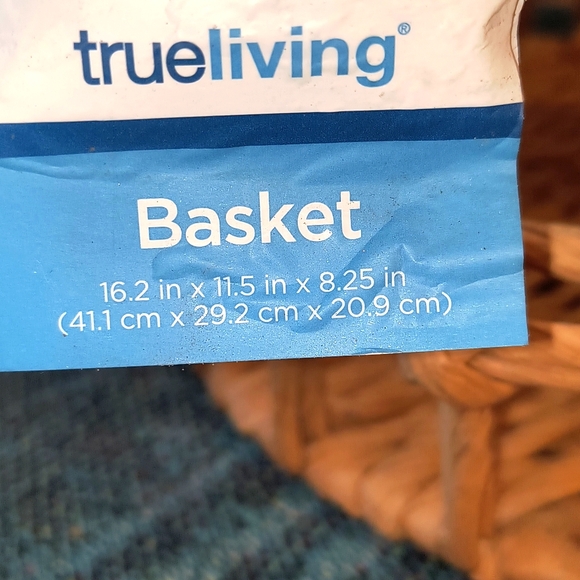 trueliving®
Basket
16.2 in x 11.5 in x 8.25 in
(41.1 cm x 29.2 cm x 20.9 cm)